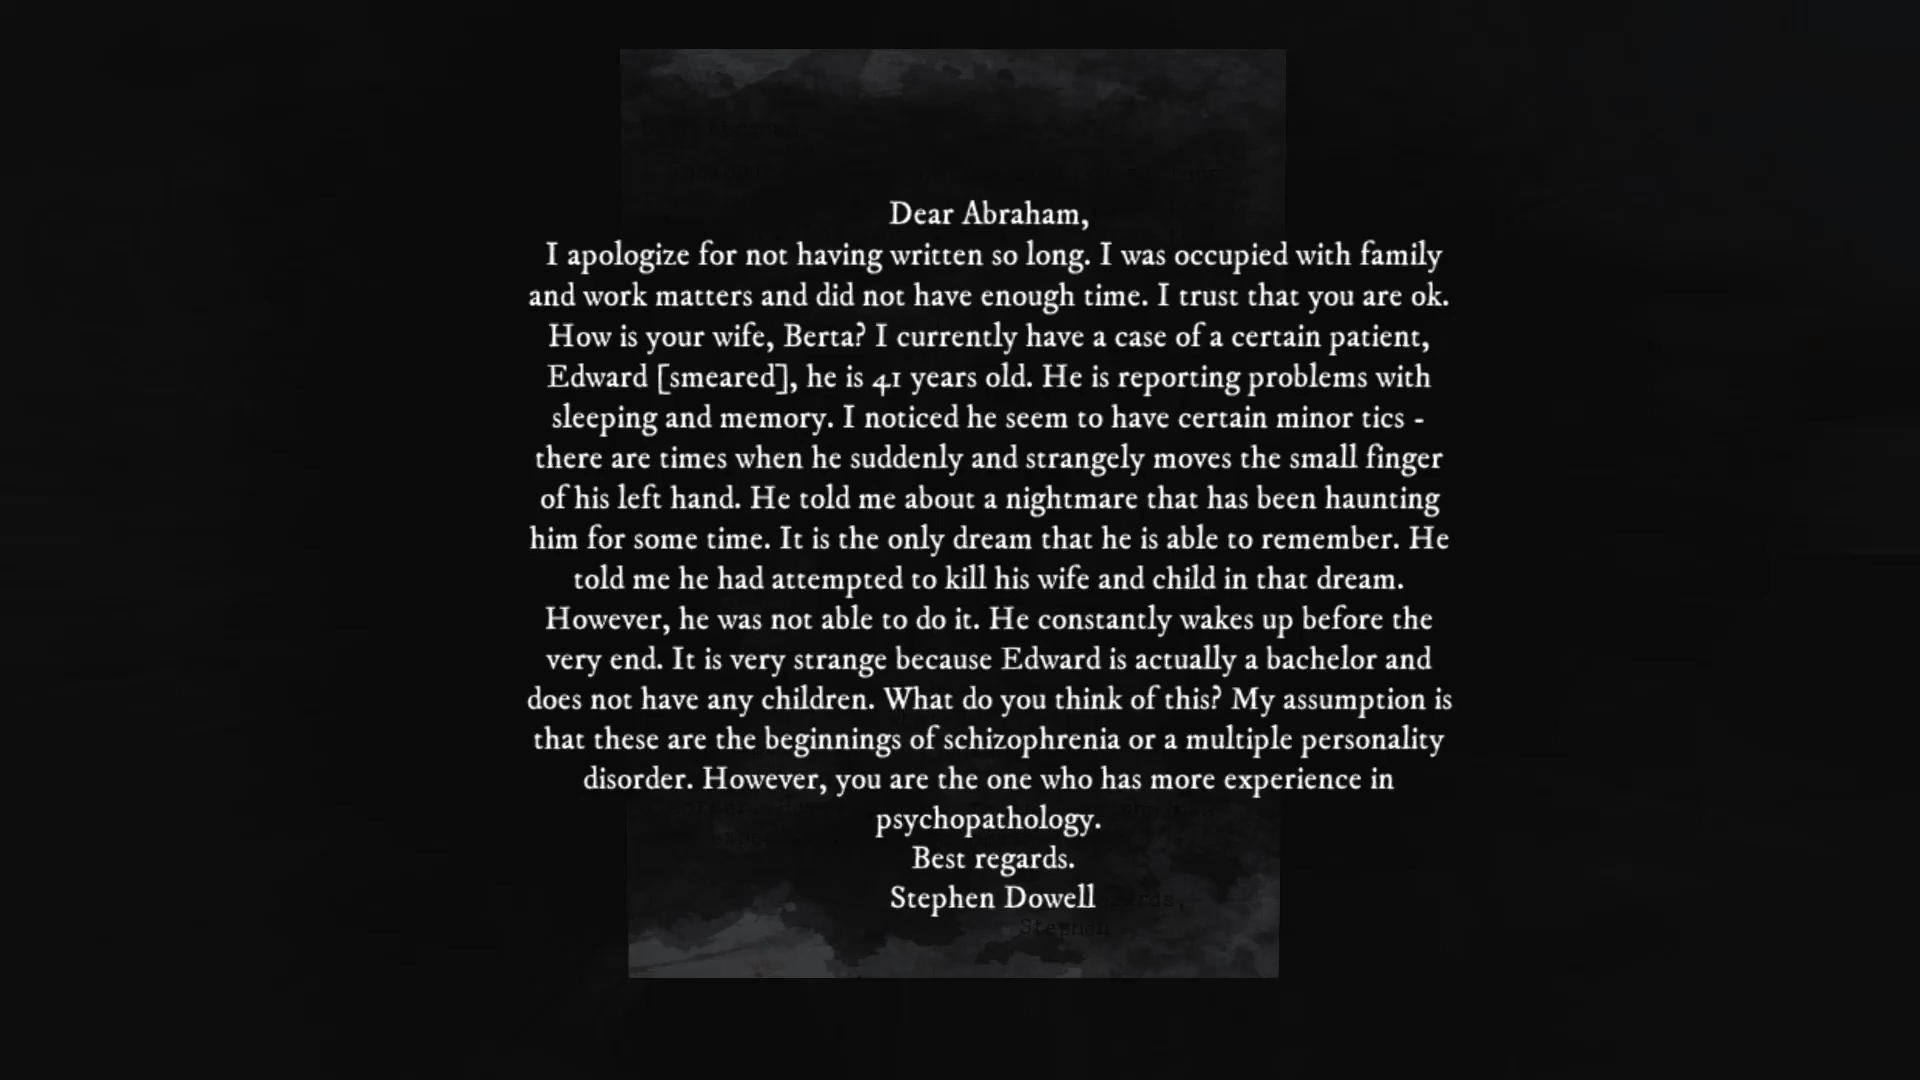 Dear Abraham,
I apologize for not having written so long. I was occupied with family
and work matters and did not have enough time. I trust that you are ok.
How is your wife, Berta? I currently have a case of a certain patient,
Edward [smeared], he is 41 years old. He is reporting problems with
sleeping and memory. I noticed he seem to have certain minor tics -
there are times when he suddenly and strangely moves the small finger
of his left hand. He told me about a nightmare that has been haunting
him for some time. It is the only dream that he is able to remember. He
told me he had attempted to kill his wife and child in that dream.
However, he was not able to do it. He constantly wakes up before the
very end. It is very strange because Edward is actually a bachelor and
does not have any children. What do you think of this? My assumption is
that these are the beginnings of schizophrenia or a multiple personality
disorder. However, you are the one who has more experience in
psychopathology.
Best regards.
Stephen Dowell
Stephen